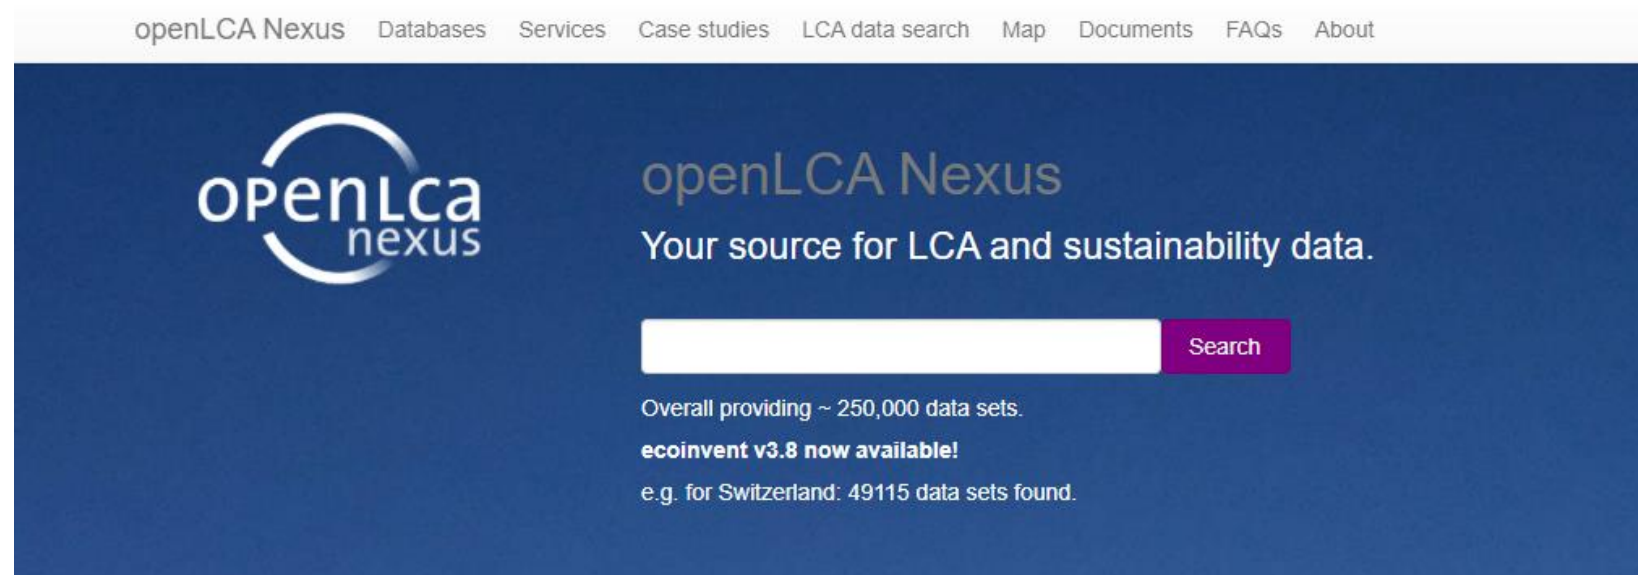 openLCA Nexus Databases Services Case studies LCA data search Map Documents FAQs About
openLca
nexus
openLCA Nexus
Your source for LCA and sustainability data.
Search
Overall providing ~ 250,000 data sets.
ecoinvent v3.8 now available!
e.g. for Switzerland: 49115 data sets found.